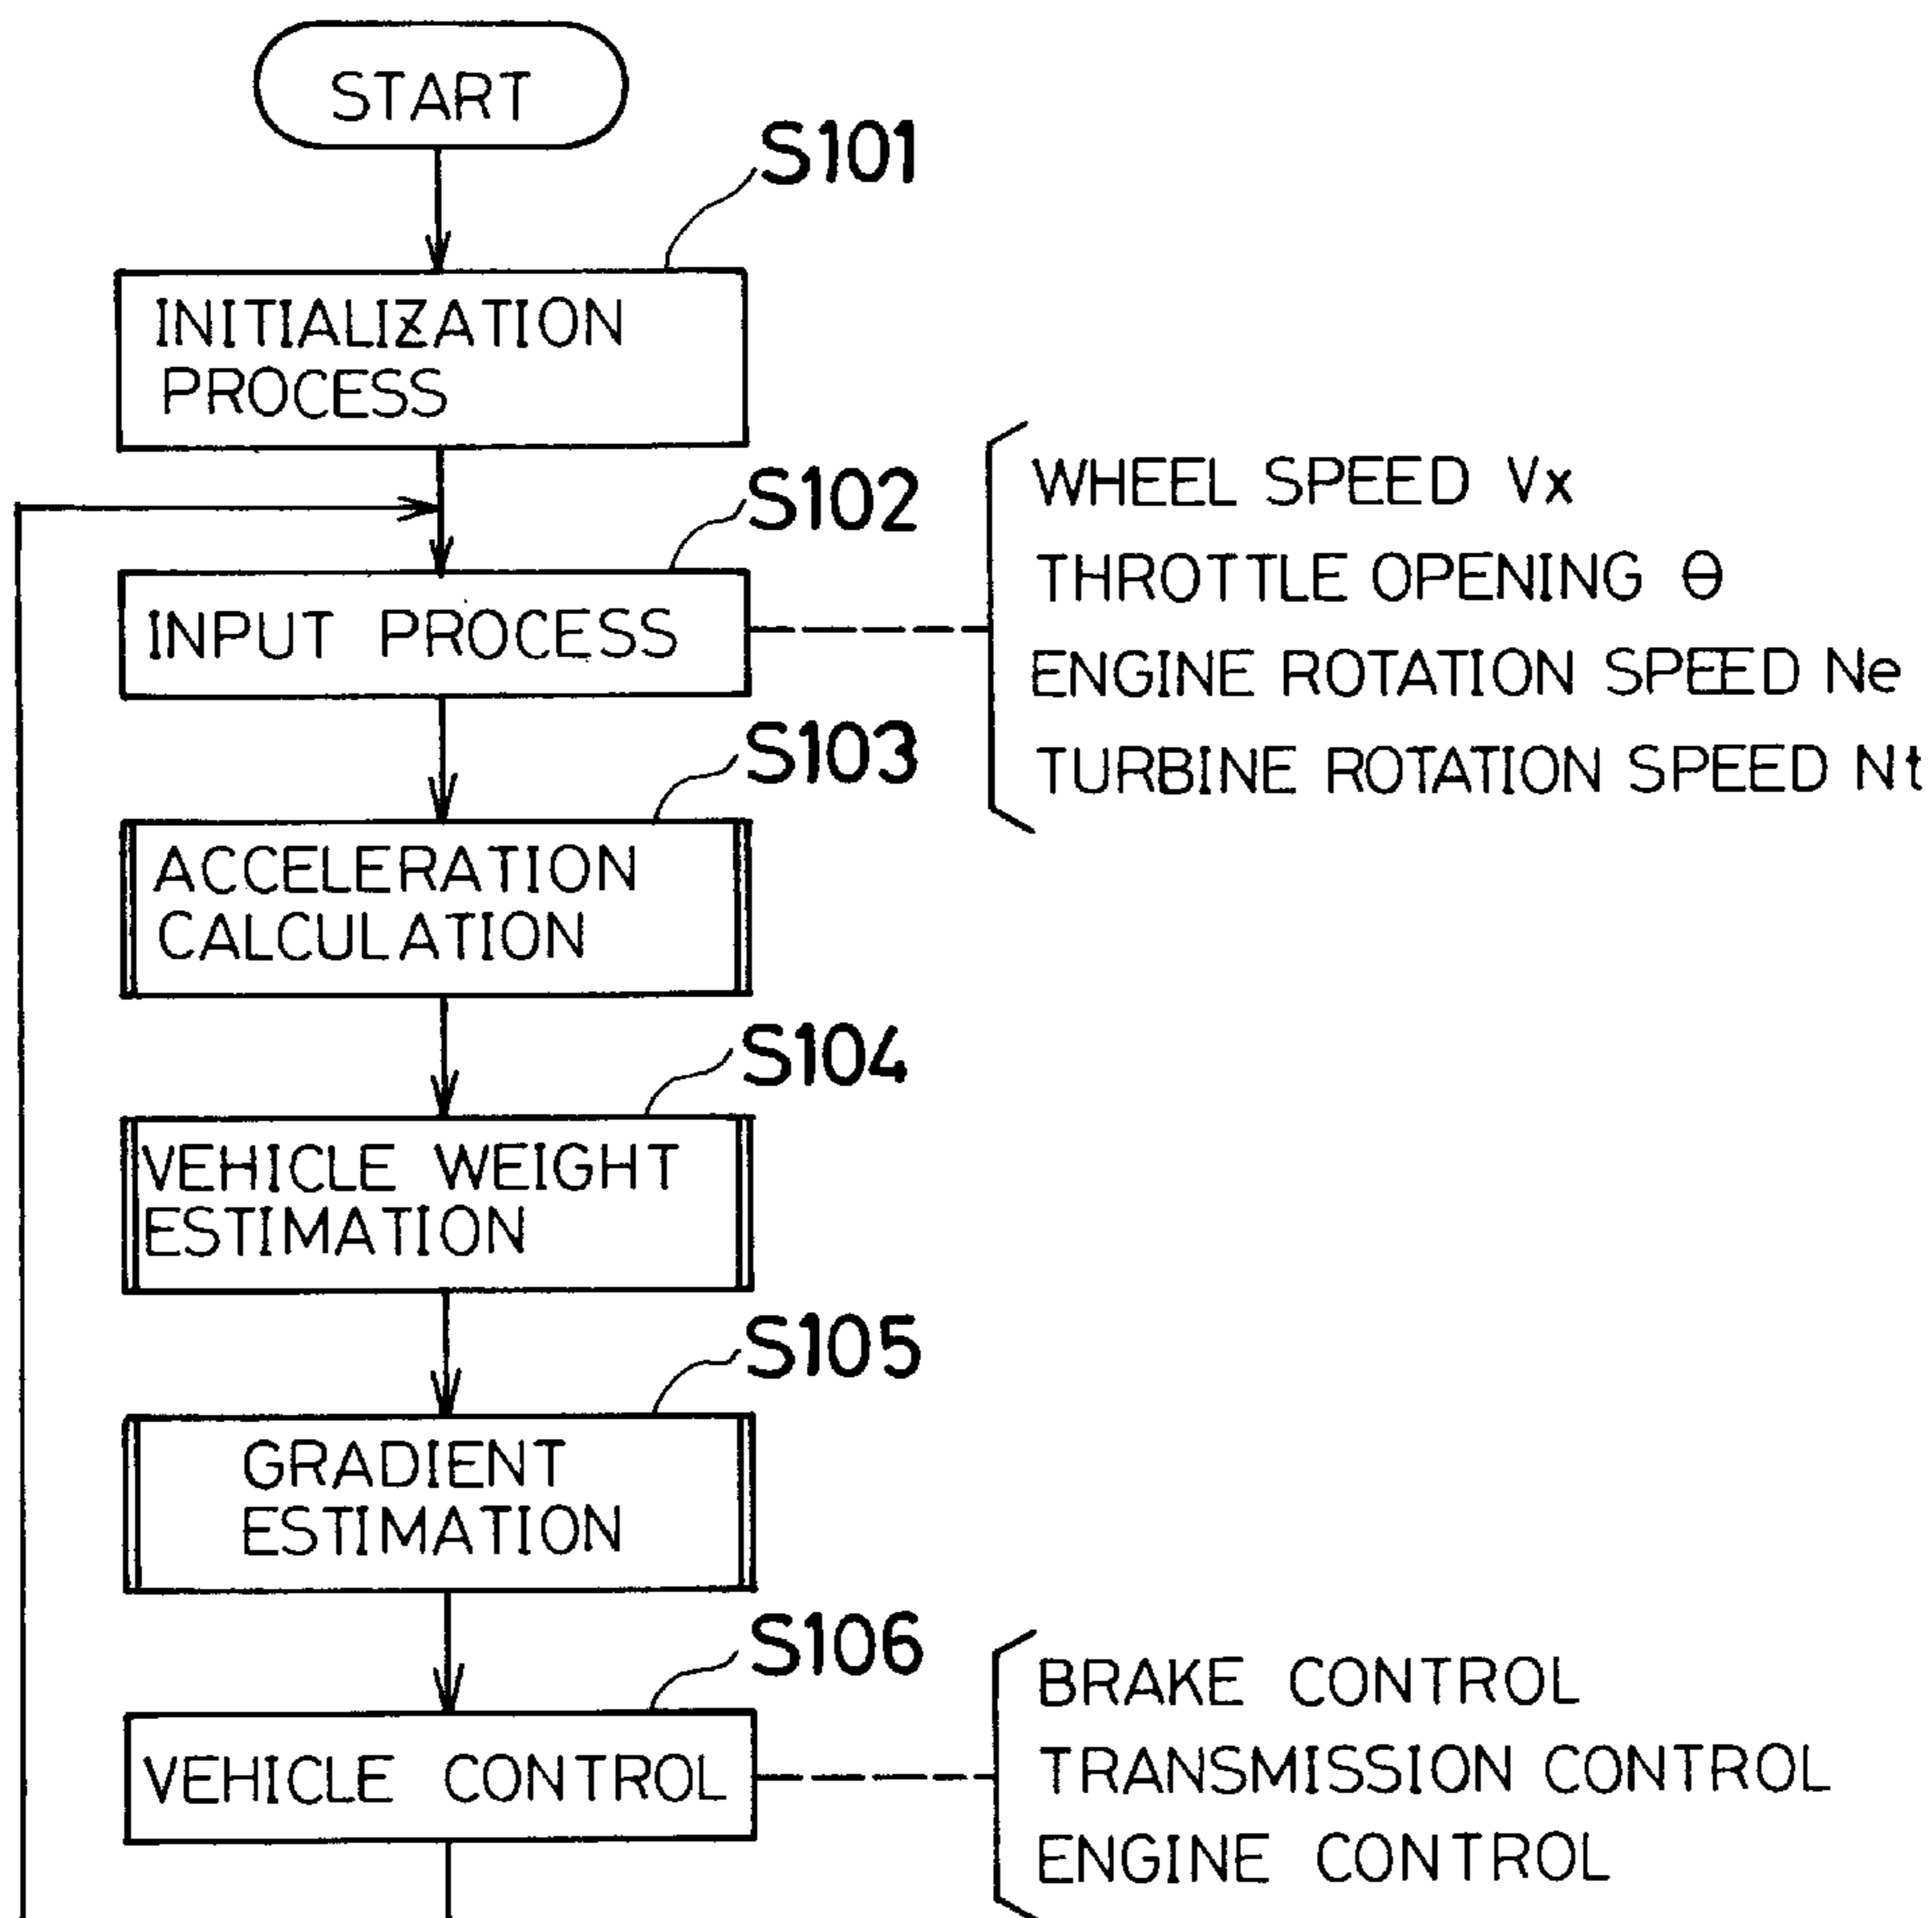 START
S101
INITIALIZATION
PROCESS
S102
INPUT PROCESS
WHEEL SPEED Vx
THROTTLE OPENING θ
ENGINE ROTATION SPEED Ne
TURBINE ROTATION SPEED Nt
S103
ACCELERATION
CALCULATION
S104
VEHICLE WEIGHT
ESTIMATION
S105
GRADIENT
ESTIMATION
S106
VEHICLE CONTROL
BRAKE CONTROL
TRANSMISSION CONTROL
ENGINE CONTROL